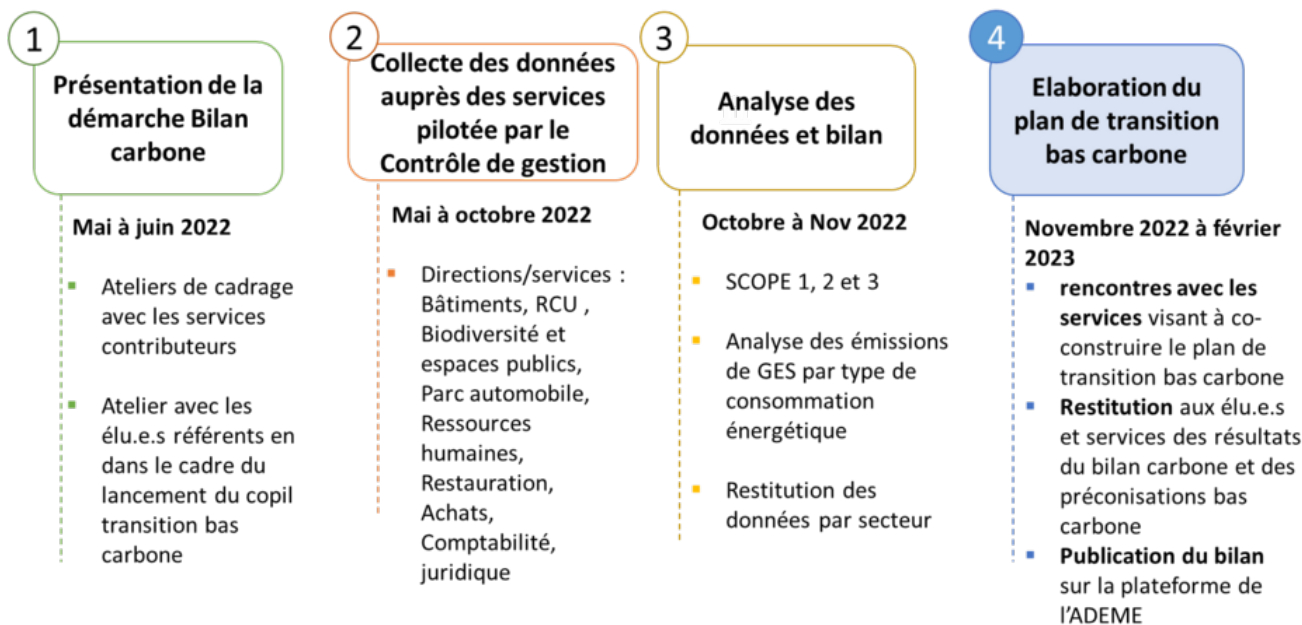 1
Présentation de la
démarche Bilan
carbone
Mai à juin 2022
▪ Ateliers de cadrage
avec les services
contributeurs
▪ Atelier avec les
élu.e.s référents en
dans le cadre du
lancement du copil
transition bas
carbone
2
Collecte des données
auprès des services
pilotée par le
Contrôle de gestion
Mai à octobre 2022
▪ Directions/services :
Bâtiments, RCU ,
Biodiversité et
espaces publics,
Parc automobile,
Ressources
humaines,
Restauration,
Achats,
Comptabilité,
juridique
3
Analyse des
données et bilan
Octobre à Nov 2022
▪ SCOPE 1, 2 et 3
▪ Analyse des émissions
de GES par type de
consommation
énergétique
▪ Restitution des
données par secteur
4
Elaboration du
plan de transition
bas carbone
Novembre 2022 à février
2023
▪ rencontres avec les
services visant à co-
construire le plan de
transition bas carbone
▪ Restitution aux élu.e.s
et services des résultats
du bilan carbone et des
préconisations bas
carbone
▪ Publication du bilan
sur la plateforme de
l'ADEME